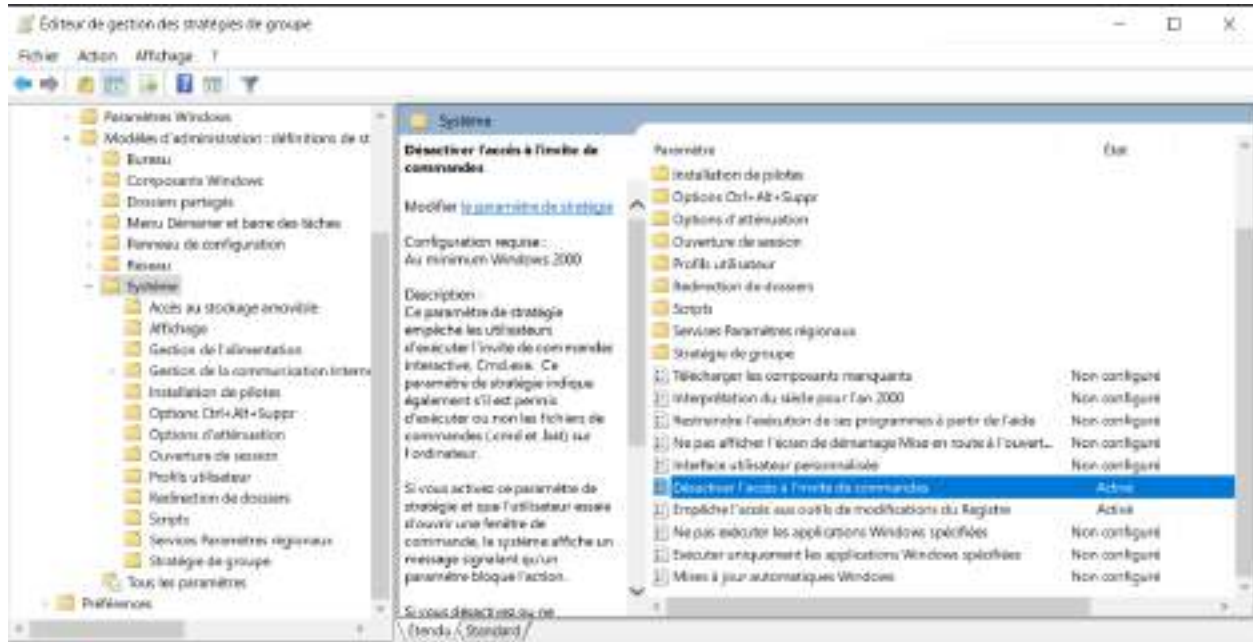 Éditeur de gestion des stratégies de groupe
Fichier Action Affichage ?
Paramètres Windows
Modèles d'administration : définitions de st
Bureau
Composants Windows
Dossiers partagés
Menu Démarrer et barre des tâches
Panneau de configuration
Réseau
Système
Accès au stockage amovible
Affichage
Gestion de l'alimentation
Gestion de la communication Interne
Installation de pilotes
Options Ctrl+Alt+Suppr
Options d'atténuation
Ouverture de session
Profils utilisateur
Redirection de dossiers
Scripts
Services Paramètres régionaux
Stratégie de groupe
Tous les paramètres
Préférences
Système
Désactiver l'accès à l'invite de
commandes
Modifier le paramètre de stratégie
Configuration requise :
Au minimum Windows 2000
Description :
Ce paramètre de stratégie
empêche les utilisateurs
d'exécuter l'invite de commandes
interactive, Cmd.exe. Ce
paramètre de stratégie indique
également s'il est permis
d'exécuter ou non les fichiers de
commandes (.cmd et .bat) sur
l'ordinateur.
Si vous activez ce paramètre de
stratégie et que l'utilisateur essaie
d'ouvrir une fenêtre de
commande, le système affiche un
message signalant qu'un
paramètre bloque l'action.
Si vous désactivez ou ne
Étendu Standard
Paramètre État
Installation de pilotes
Options Ctrl+Alt+Suppr
Options d'atténuation
Ouverture de session
Profils utilisateur
Redirection de dossiers
Scripts
Services Paramètres régionaux
Stratégie de groupe
Télécharger les composants manquants Non configuré
Interprétation du siècle pour l'an 2000 Non configuré
Restreindre l'exécution de ces programmes à partir de l'aide Non configuré
Ne pas afficher l'écran de démarrage Mise en route à l'ouvert... Non configuré
Interface utilisateur personnalisée Non configuré
Désactiver l'accès à l'invite de commandes Activé
Empêche l'accès aux outils de modifications du Registre Activé
Ne pas exécuter les applications Windows spécifiées Non configuré
Exécuter uniquement les applications Windows spécifiées Non configuré
Mises à jour automatiques Windows Non configuré